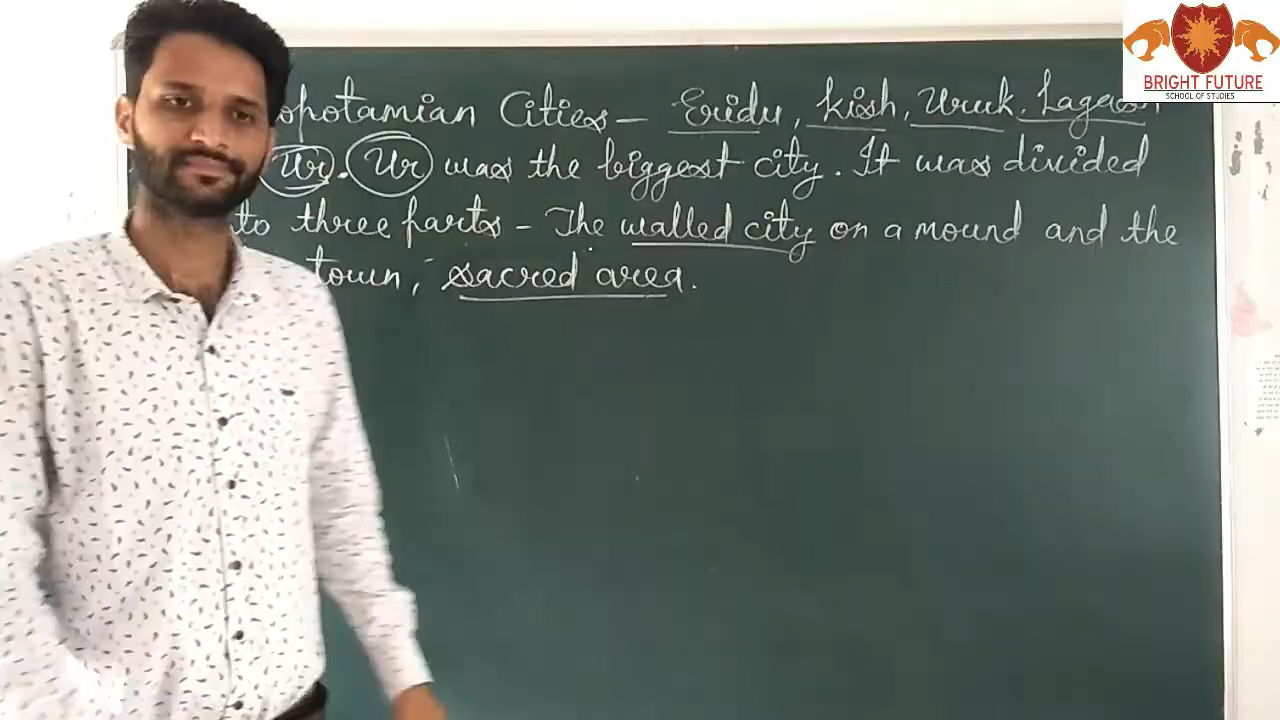 opotamian Cities – Eridu, Kish, Uruk, Lagash
Ur. Ur was the biggest city. It was divided
to three parts - The walled city on a mound and the
town, sacred area.
BRIGHT FUTURE
SCHOOL OF STUDIES